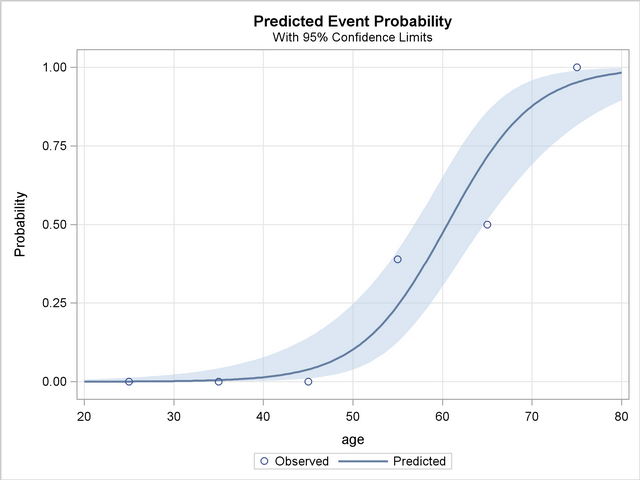 Predicted Event Probability
With 95% Confidence Limits
1.00
0.75
0.50
0.25
0.00
Probability
20 30 40 50 60 70 80
age
Observed Predicted